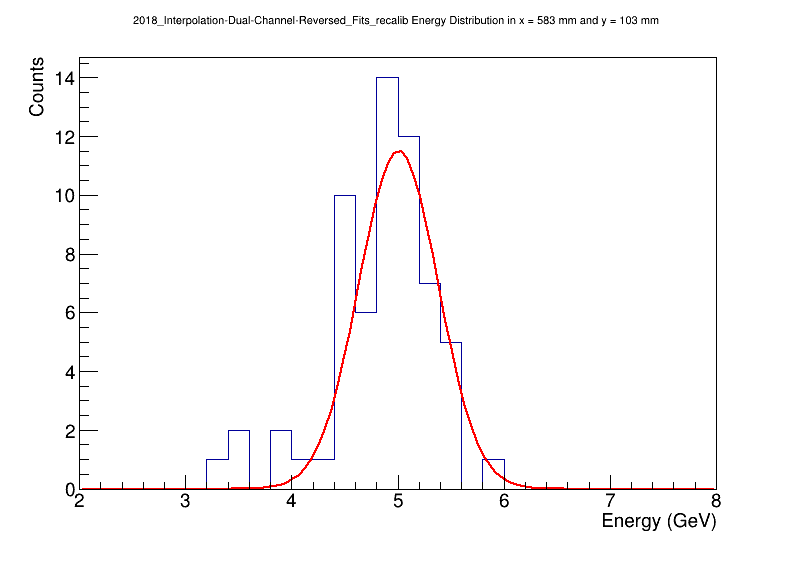 2018_Interpolation-Dual-Channel-Reversed_Fits_recalib Energy Distribution in x = 583 mm and y = 103 mm
Counts
14
12
10
8
6
4
2
0
2 3 4 5 6 7 8
Energy (GeV)